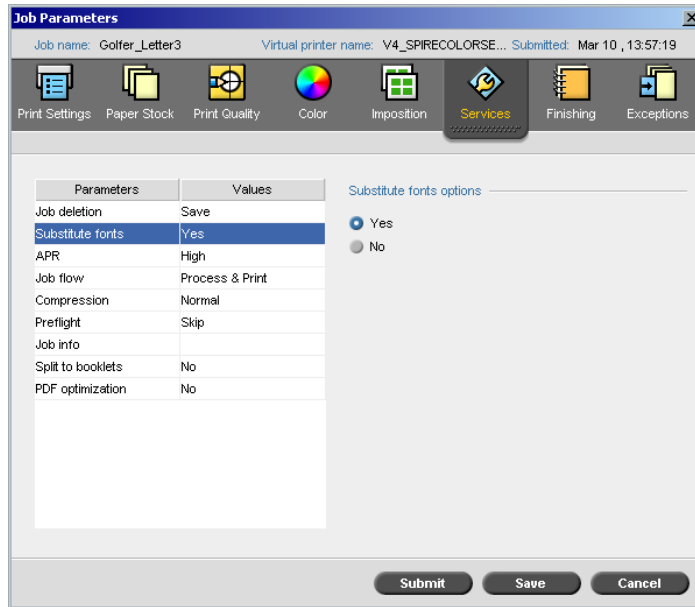 Job Parameters
Job name: Golfer_Letter3 Virtual printer name: V4_SPIRECOLORSE... Submitted: Mar 10 , 13:57:19
Print Settings Paper Stock Print Quality Color Imposition Services Finishing Exceptions
Parameters Values Substitute fonts options
Job deletion Save
Substitute fonts Yes Yes
APR High No
Job flow Process & Print
Compression Normal
Preflight Skip
Job info
Split to booklets No
PDF optimization No
Submit Save Cancel